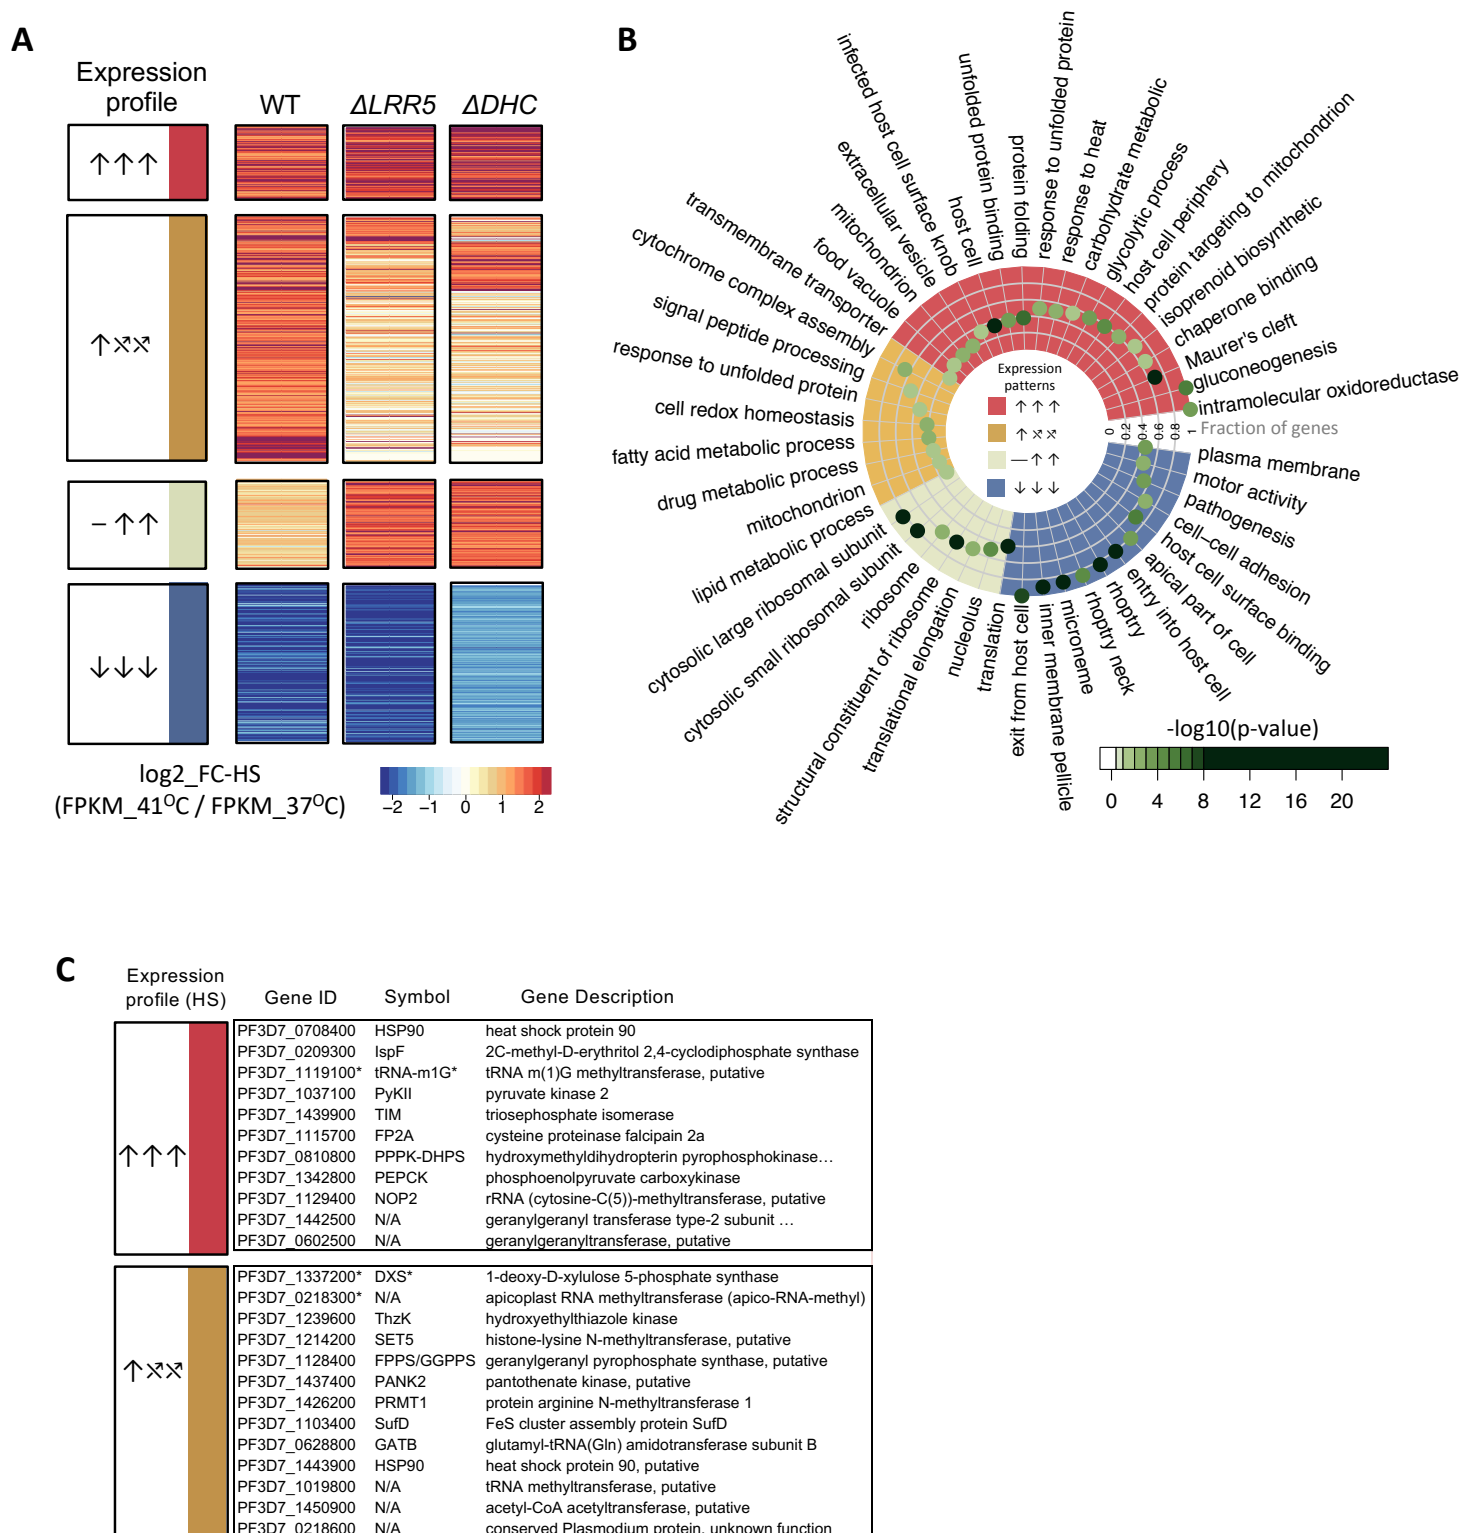 A
Expression
profile
WT
ΔLRR5
ΔDHC
↑↑↑
↑⤨⤨
– ↑↑
↓↓↓
log2_FC-HS
(FPKM_41°C / FPKM_37°C)
−2 −1 0 1 2
B
mitochondrion
lipid metabolic process
drug metabolic process
fatty acid metabolic process
cell redox homeostasis
response to unfolded protein
signal peptide processing
cytochrome complex assembly
transmembrane transporter
food vacuole
mitochondrion
extracellular vesicle
infected host cell surface knob
host cell
unfolded protein binding
protein folding
response to unfolded protein
response to heat
carbohydrate metabolic
glycolytic process
host cell periphery
protein targeting to mitochondrion
isoprenoid biosynthetic
chaperone binding
Maurer's cleft
gluconeogenesis
intramolecular oxidoreductase
0 0.2 0.4 0.6 0.8 1
Fraction of genes
plasma membrane
motor activity
pathogenesis
cell–cell adhesion
host cell surface binding
apical part of cell
entry into host cell
rhoptry
rhoptry neck
microneme
inner membrane pellicle
exit from host cell
translation
nucleolus
translational elongation
structural constituent of ribosome
ribosome
cytosolic small ribosomal subunit
cytosolic large ribosomal subunit
Expression
patterns
↑ ↑ ↑
↑ ⤨ ⤨
— ↑ ↑
↓ ↓ ↓
-log10(p-value)
0 4 8 12 16 20
C
Expression
profile (HS)
Gene ID Symbol Gene Description
↑↑↑
PF3D7_0708400 HSP90 heat shock protein 90
PF3D7_0209300 IspF 2C-methyl-D-erythritol 2,4-cyclodiphosphate synthase
PF3D7_1119100* tRNA-m1G* tRNA m(1)G methyltransferase, putative
PF3D7_1037100 PyKII pyruvate kinase 2
PF3D7_1439900 TIM triosephosphate isomerase
PF3D7_1115700 FP2A cysteine proteinase falcipain 2a
PF3D7_0810800 PPPK-DHPS hydroxymethyldihydropterin pyrophosphokinase…
PF3D7_1342800 PEPCK phosphoenolpyruvate carboxykinase
PF3D7_1129400 NOP2 rRNA (cytosine-C(5))-methyltransferase, putative
PF3D7_1442500 N/A geranylgeranyl transferase type-2 subunit …
PF3D7_0602500 N/A geranylgeranyltransferase, putative
↑⤨⤨
PF3D7_1337200* DXS* 1-deoxy-D-xylulose 5-phosphate synthase
PF3D7_0218300* N/A apicoplast RNA methyltransferase (apico-RNA-methyl)
PF3D7_1239600 ThzK hydroxyethylthiazole kinase
PF3D7_1214200 SET5 histone-lysine N-methyltransferase, putative
PF3D7_1128400 FPPS/GGPPS geranylgeranyl pyrophosphate synthase, putative
PF3D7_1437400 PANK2 pantothenate kinase, putative
PF3D7_1426200 PRMT1 protein arginine N-methyltransferase 1
PF3D7_1103400 SufD FeS cluster assembly protein SufD
PF3D7_0628800 GATB glutamyl-tRNA(Gln) amidotransferase subunit B
PF3D7_1443900 HSP90 heat shock protein 90, putative
PF3D7_1019800 N/A tRNA methyltransferase, putative
PF3D7_1450900 N/A acetyl-CoA acetyltransferase, putative
PF3D7_0218600 N/A conserved Plasmodium protein, unknown function